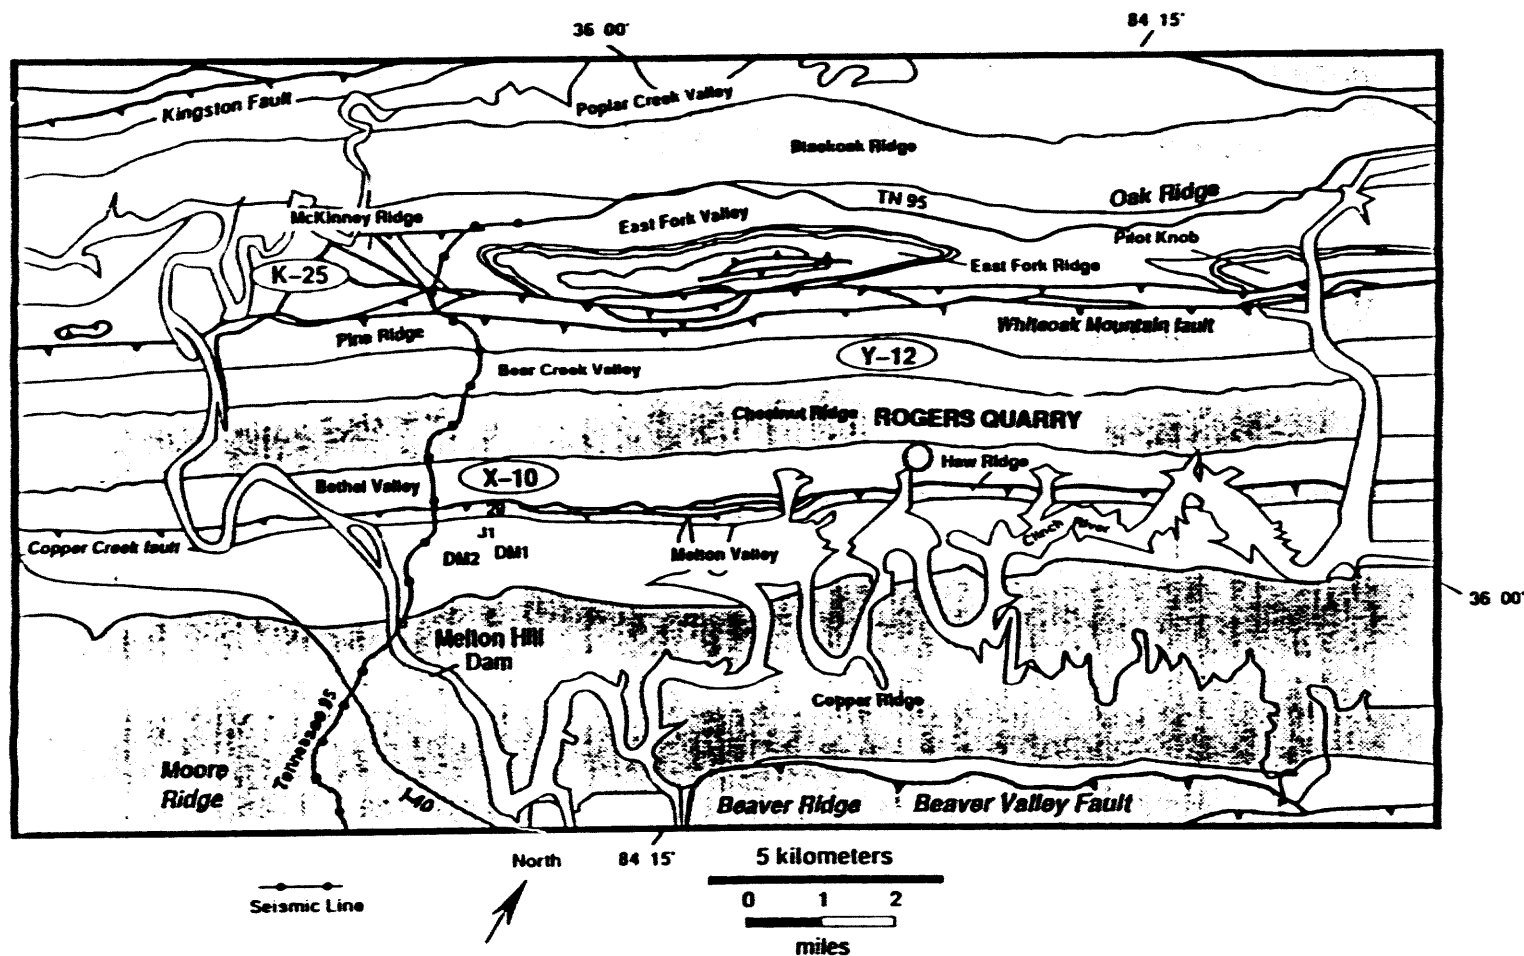 36 00'
84 15'
Kingston Fault
Poplar Creek Valley
Blackoak Ridge
McKinney Ridge
East Fork Valley
TN 95
Oak Ridge
Pilot Knob
K-25
East Fork Ridge
Pine Ridge
Whiteoak Mountain fault
Y-12
Bear Creek Valley
Chestnut Ridge
ROGERS QUARRY
Haw Ridge
Bethel Valley
X-10
Copper Creek fault
J1
DM2
DM1
Melton Valley
Clinch River
36 00'
Melton Hill
Dam
Copper Ridge
Tennessee 95
Moore
Ridge
I-40
Beaver Ridge
Beaver Valley Fault
North
84 15'
5 kilometers
Seismic Line
0 1 2
miles